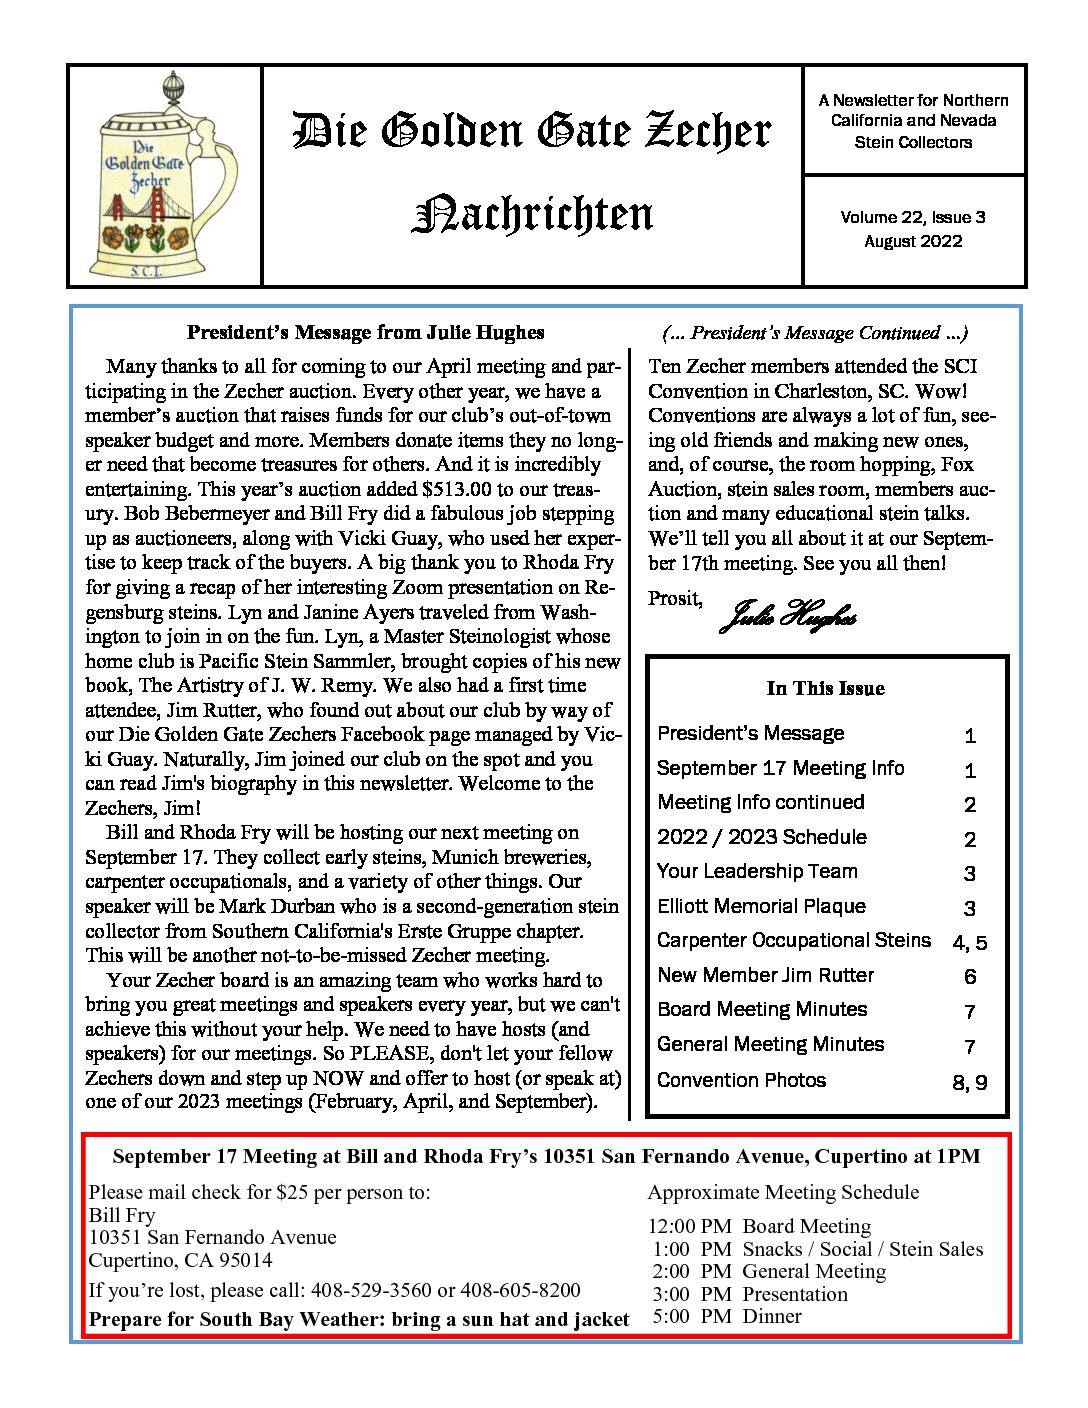 Die
Golden Gate
Zecher
S.C.I.
Die Golden Gate Zecher
Nachrichten
A Newsletter for Northern
California and Nevada
Stein Collectors
Volume 22, Issue 3
August 2022
President's Message from Julie Hughes
Many thanks to all for coming to our April meeting and par-
ticipating in the Zecher auction. Every other year, we have a
member's auction that raises funds for our club's out-of-town
speaker budget and more. Members donate items they no long-
er need that become treasures for others. And it is incredibly
entertaining. This year's auction added $513.00 to our treas-
ury. Bob Bebermeyer and Bill Fry did a fabulous job stepping
up as auctioneers, along with Vicki Guay, who used her exper-
tise to keep track of the buyers. A big thank you to Rhoda Fry
for giving a recap of her interesting Zoom presentation on Re-
gensburg steins. Lyn and Janine Ayers traveled from Wash-
ington to join in on the fun. Lyn, a Master Steinologist whose
home club is Pacific Stein Sammler, brought copies of his new
book, The Artistry of J. W. Remy. We also had a first time
attendee, Jim Rutter, who found out about our club by way of
our Die Golden Gate Zechers Facebook page managed by Vic-
ki Guay. Naturally, Jim joined our club on the spot and you
can read Jim's biography in this newsletter. Welcome to the
Zechers, Jim!
Bill and Rhoda Fry will be hosting our next meeting on
September 17. They collect early steins, Munich breweries,
carpenter occupationals, and a variety of other things. Our
speaker will be Mark Durban who is a second-generation stein
collector from Southern California's Erste Gruppe chapter.
This will be another not-to-be-missed Zecher meeting.
Your Zecher board is an amazing team who works hard to
bring you great meetings and speakers every year, but we can't
achieve this without your help. We need to have hosts (and
speakers) for our meetings. So PLEASE, don't let your fellow
Zechers down and step up NOW and offer to host (or speak at)
one of our 2023 meetings (February, April, and September).
(... President's Message Continued ...)
Ten Zecher members attended the SCI
Convention in Charleston, SC. Wow!
Conventions are always a lot of fun, see-
ing old friends and making new ones,
and, of course, the room hopping, Fox
Auction, stein sales room, members auc-
tion and many educational stein talks.
We'll tell you all about it at our Septem-
ber 17th meeting. See you all then!
Prosit,
Julie Hughes
In This Issue
President's Message 1
September 17 Meeting Info 1
Meeting Info continued 2
2022 / 2023 Schedule 2
Your Leadership Team 3
Elliott Memorial Plaque 3
Carpenter Occupational Steins 4, 5
New Member Jim Rutter 6
Board Meeting Minutes 7
General Meeting Minutes 7
Convention Photos 8, 9
September 17 Meeting at Bill and Rhoda Fry's 10351 San Fernando Avenue, Cupertino at 1PM
Please mail check for $25 per person to:
Bill Fry
10351 San Fernando Avenue
Cupertino, CA 95014
If you're lost, please call: 408-529-3560 or 408-605-8200
Prepare for South Bay Weather: bring a sun hat and jacket
Approximate Meeting Schedule
12:00 PM Board Meeting
1:00 PM Snacks / Social / Stein Sales
2:00 PM General Meeting
3:00 PM Presentation
5:00 PM Dinner